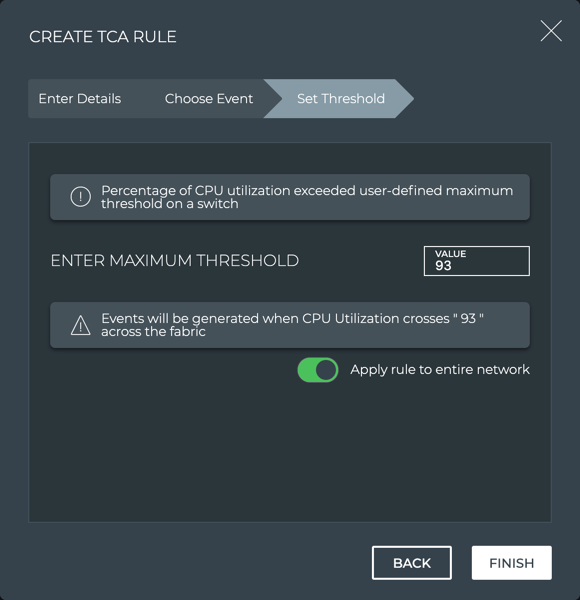 CREATE TCA RULE
Enter Details
Choose Event
Set Threshold
Percentage of CPU utilization exceeded user-defined maximum
threshold on a switch
ENTER MAXIMUM THRESHOLD
VALUE
93
Events will be generated when CPU Utilization crosses " 93 "
across the fabric
Apply rule to entire network
BACK
FINISH